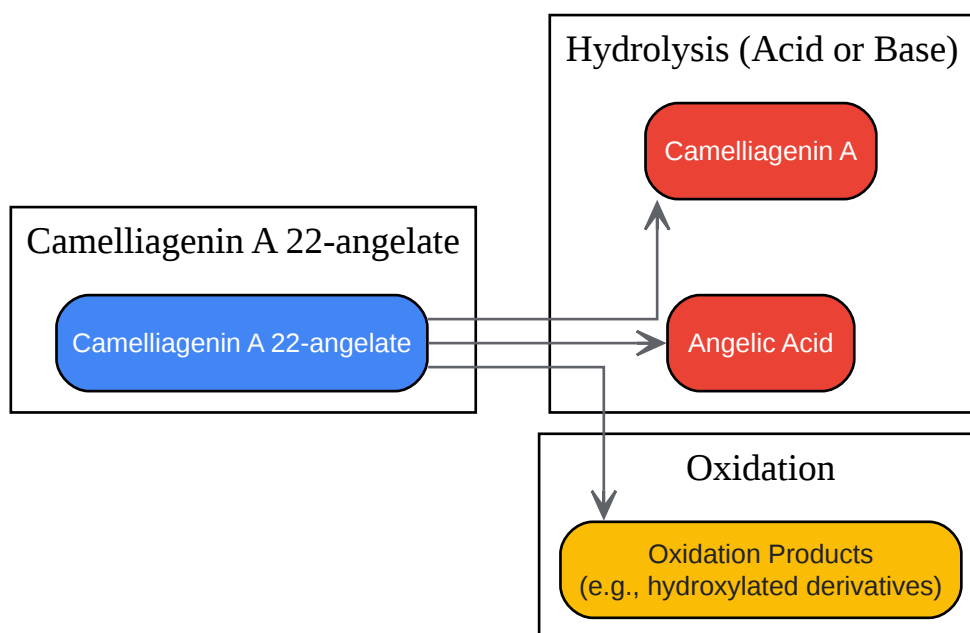 Hydrolysis (Acid or Base)
Camelliagenin A
Camelliagenin A 22-angelate
Camelliagenin A 22-angelate
Angelic Acid
Oxidation
Oxidation Products
(e.g., hydroxylated derivatives)